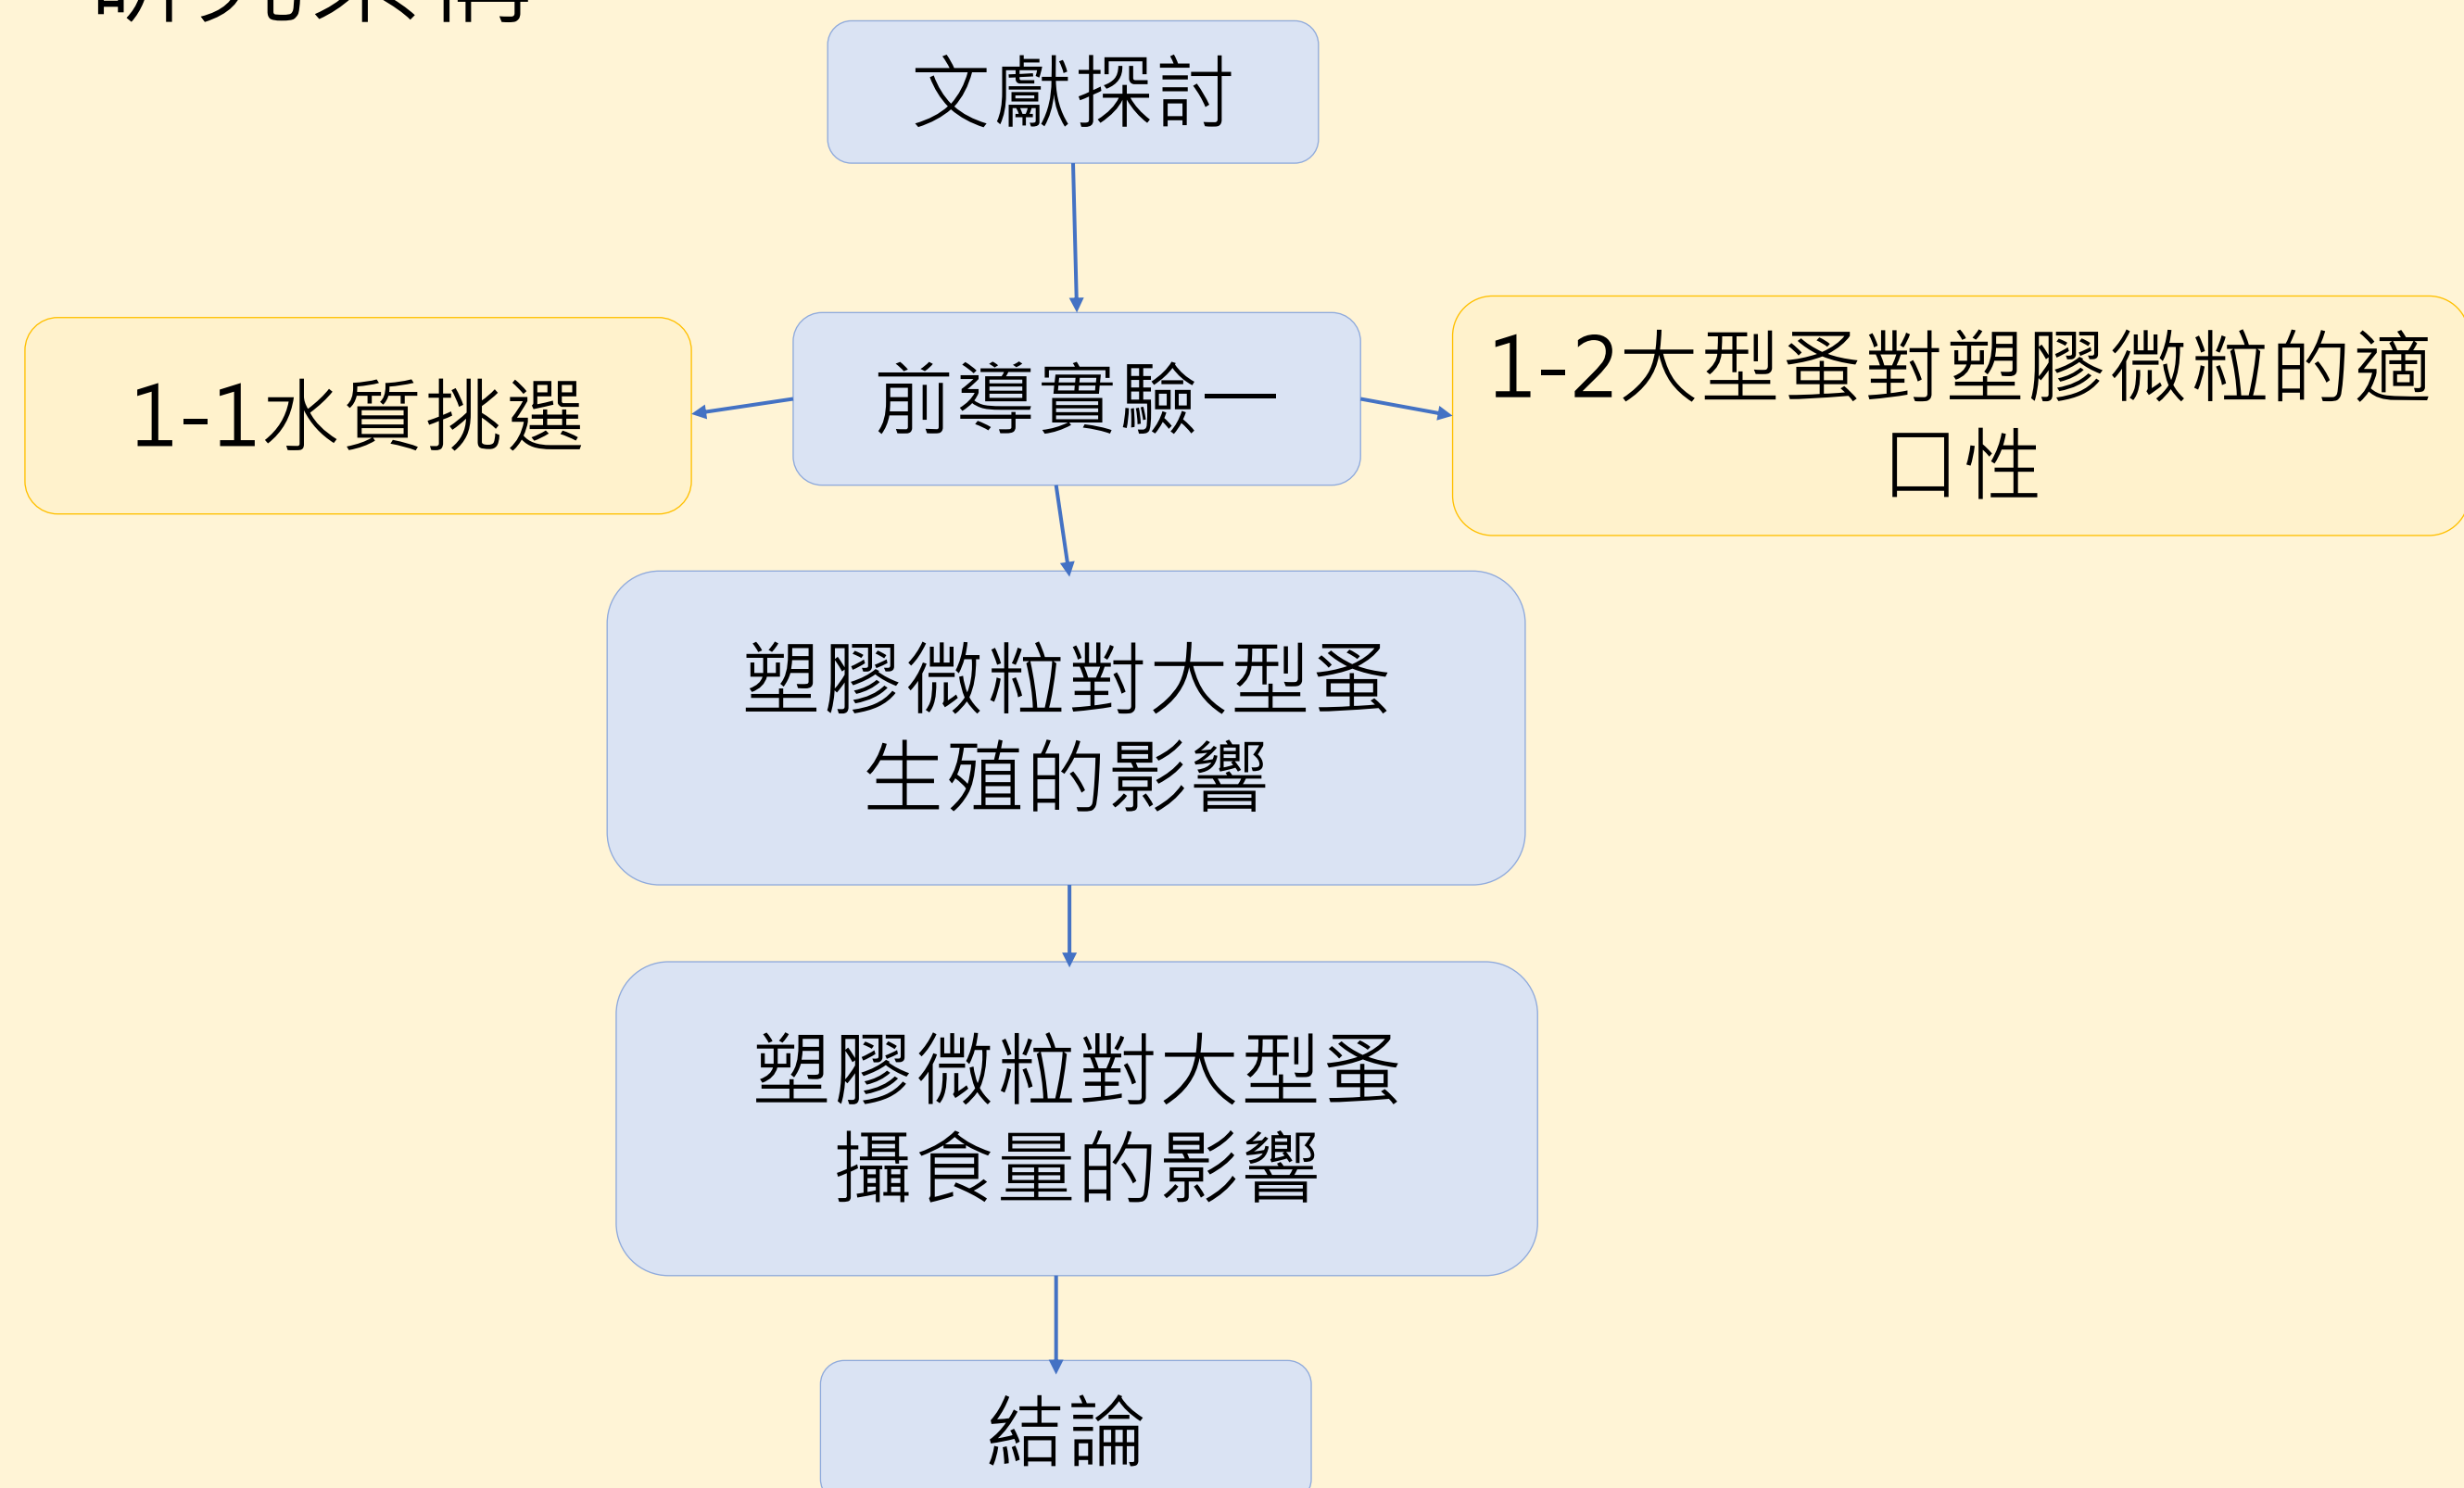 文獻探討
1-1水質挑選
前導實驗一
1-2大型蚤對塑膠微粒的適
口性
塑膠微粒對大型蚤
生殖的影響
塑膠微粒對大型蚤
攝食量的影響
結論